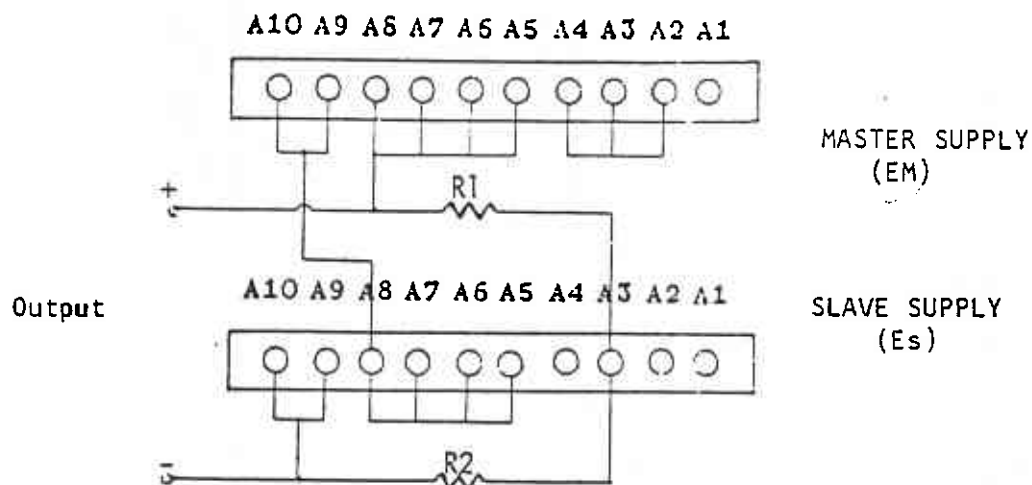 A10 A9 A8 A7 A6 A5 A4 A3 A2 A1
MASTER SUPPLY
(EM)
+
R1
A10 A9 A8 A7 A6 A5 A4 A3 A2 A1
Output
SLAVE SUPPLY
(Es)
-
R2